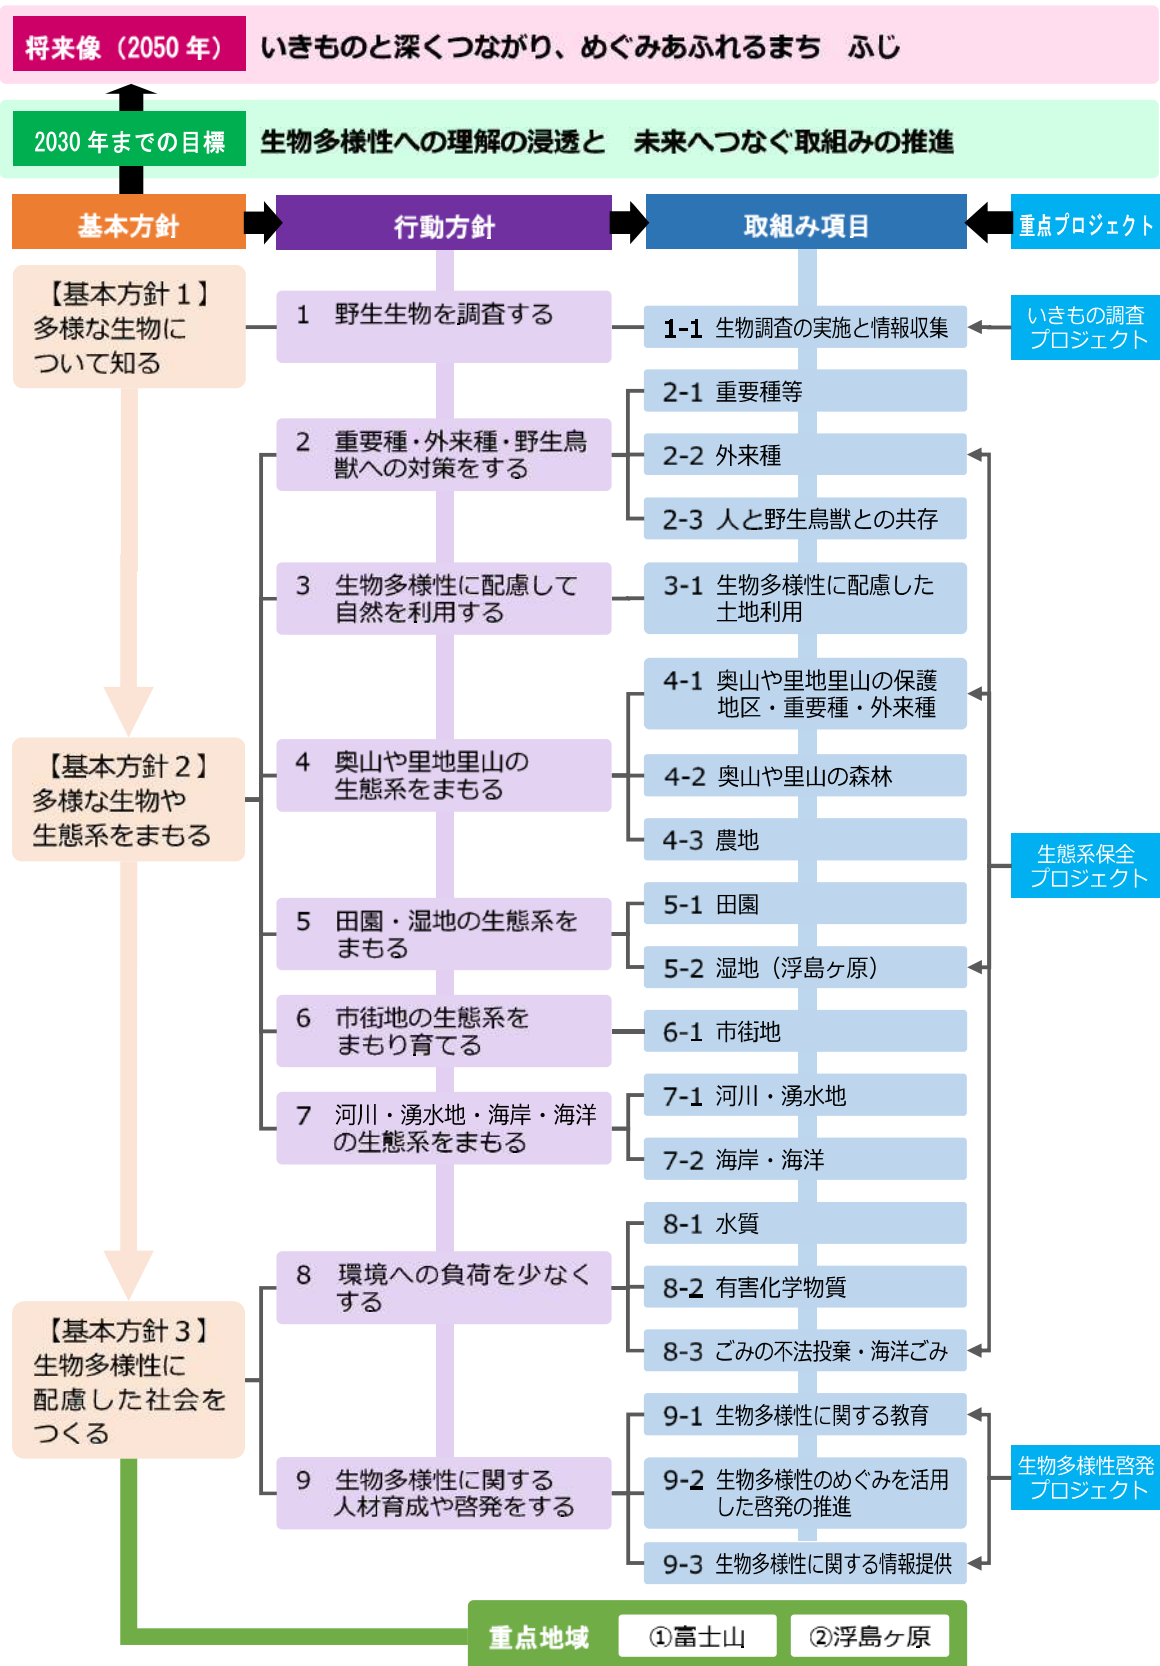 将来像（2050 年）
いきものと深くつながり、めぐみあふれるまち　ふじ
2030 年までの目標
生物多様性への理解の浸透と　未来へつなぐ取組みの推進
基本方針
行動方針
取組み項目
重点プロジェクト
【基本方針１】
多様な生物に
ついて知る
1　野生生物を調査する
1-1 生物調査の実施と情報収集
いきもの調査
プロジェクト
2　重要種・外来種・野生鳥
獣への対策をする
2-1 重要種等
2-2 外来種
2-3 人と野生鳥獣との共存
3　生物多様性に配慮して
自然を利用する
3-1 生物多様性に配慮した
土地利用
【基本方針２】
多様な生物や
生態系をまもる
4　奥山や里地里山の
生態系をまもる
4-1 奥山や里地里山の保護
地区・重要種・外来種
4-2 奥山や里山の森林
4-3 農地
生態系保全
プロジェクト
5　田園・湿地の生態系を
まもる
5-1 田園
5-2 湿地（浮島ヶ原）
6　市街地の生態系を
まもり育てる
6-1 市街地
7　河川・湧水地・海岸・海洋
の生態系をまもる
7-1 河川・湧水地
7-2 海岸・海洋
【基本方針３】
生物多様性に
配慮した社会を
つくる
8　環境への負荷を少なく
する
8-1 水質
8-2 有害化学物質
8-3 ごみの不法投棄・海洋ごみ
9　生物多様性に関する
人材育成や啓発をする
9-1 生物多様性に関する教育
9-2 生物多様性のめぐみを活用
した啓発の推進
9-3 生物多様性に関する情報提供
生物多様性啓発
プロジェクト
重点地域
①富士山
②浮島ヶ原